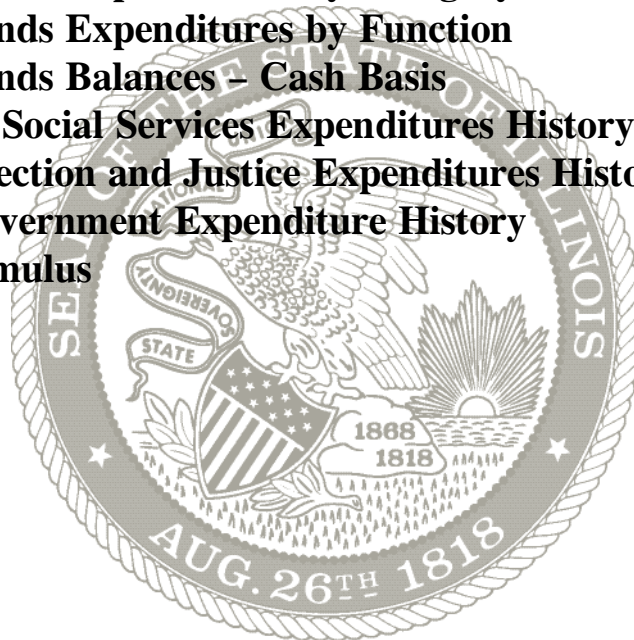 nds Expenditures by Function
nds Balances – Cash Basis
Social Services Expenditures History
ection and Justice Expenditures Histo
vernment Expenditure History
mulus
SEAL OF THE STATE OF ILLINOIS
NATIONAL UNION
STATE SOVEREIGNTY
1868
1818
AUG. 26TH 1818